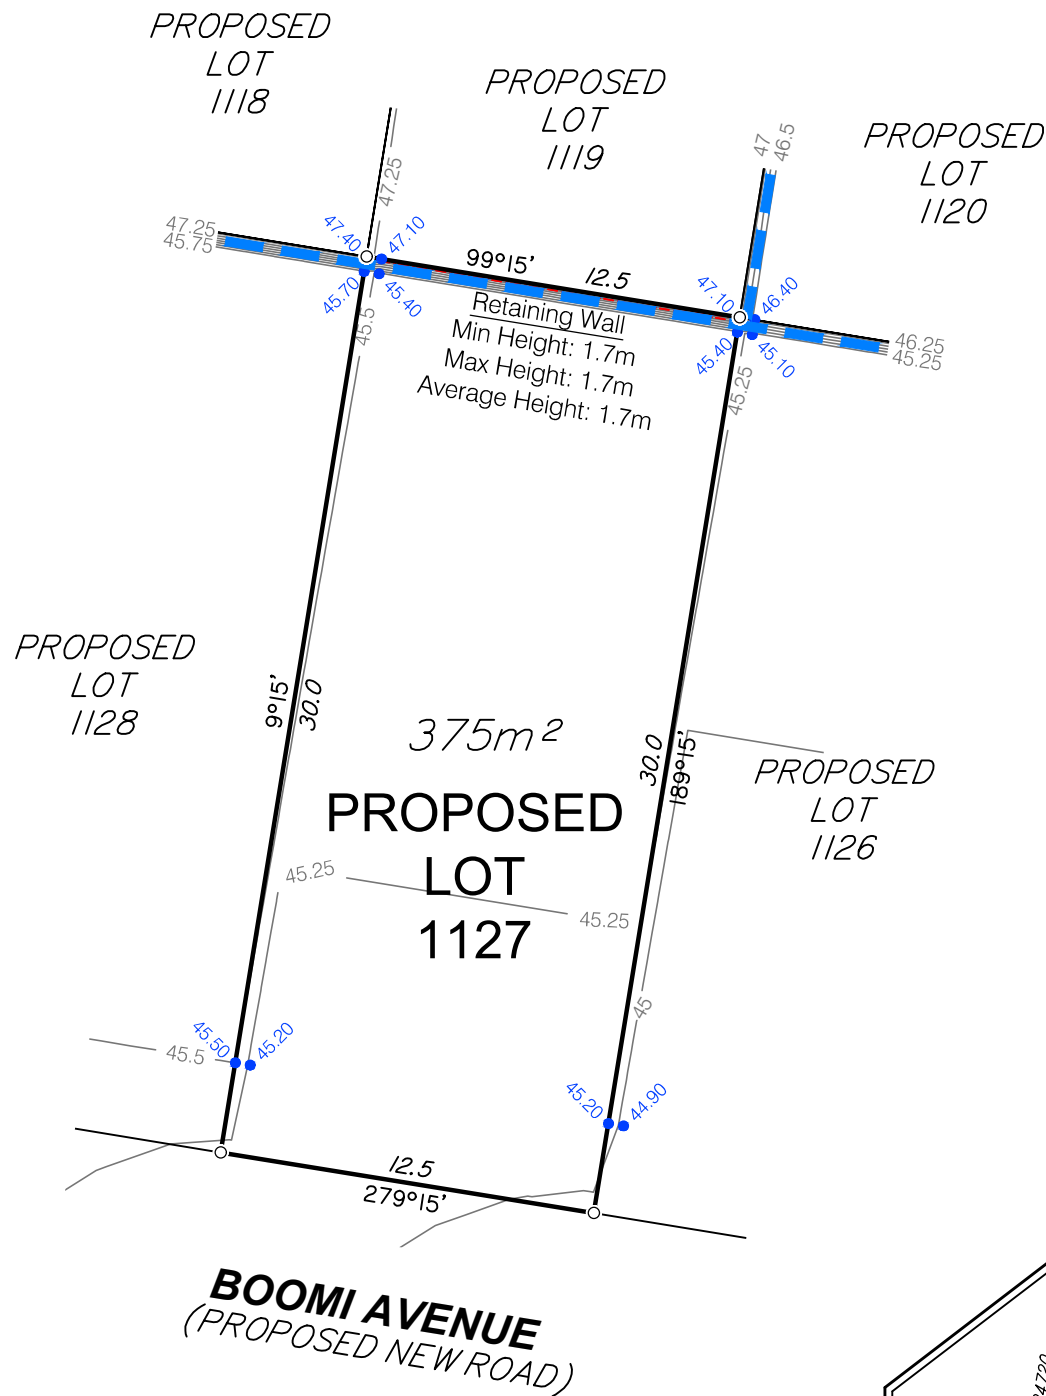 PROPOSED
LOT
1118
PROPOSED
LOT
1119
PROPOSED
LOT
1120
47.25
47
46.5
47.25
45.75
47.40
47.10
45.70
45.40
99°15'
12.5
47.10
46.40
45.40
45.10
46.25
45.25
45.5
45.25
Retaining Wall
Min Height: 1.7m
Max Height: 1.7m
Average Height: 1.7m
PROPOSED
LOT
1128
9°15'
30.0
30.0
189°15'
375m²
PROPOSED
LOT
1127
PROPOSED
LOT
1126
45.25
45.25
45
45.50
45.20
45.5
45.20
44.90
12.5
279°15'
BOOMI AVENUE
(PROPOSED NEW ROAD)